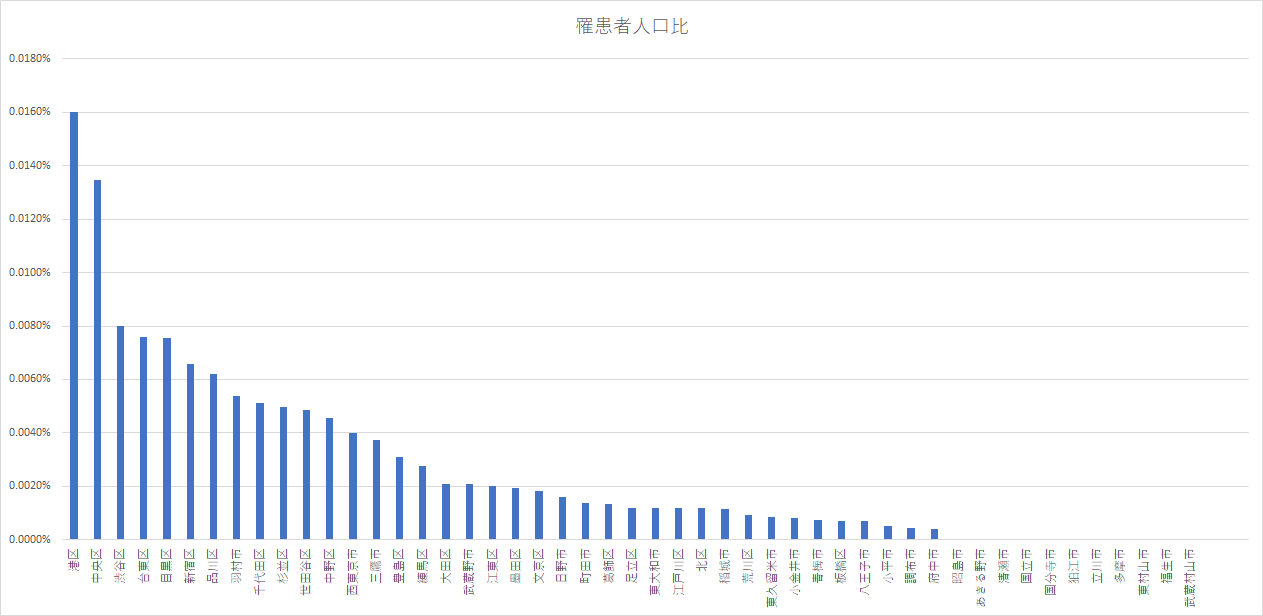 罹患者人口比
0.0180%
0.0160%
0.0140%
0.0120%
0.0100%
0.0080%
0.0060%
0.0040%
0.0020%
0.0000%
港区
中央区
渋谷区
台東区
目黒区
新宿区
品川区
羽村市
千代田区
杉並区
世田谷区
中野区
西東京市
三鷹市
豊島区
練馬区
大田区
武蔵野市
江東区
墨田区
文京区
日野市
町田市
葛飾区
足立区
東大和市
江戸川区
北区
稲城市
荒川区
東久留米市
小金井市
青梅市
板橋区
八王子市
小平市
調布市
府中市
昭島市
あきる野市
清瀬市
国立市
国分寺市
狛江市
立川市
多摩市
東村山市
福生市
武蔵村山市